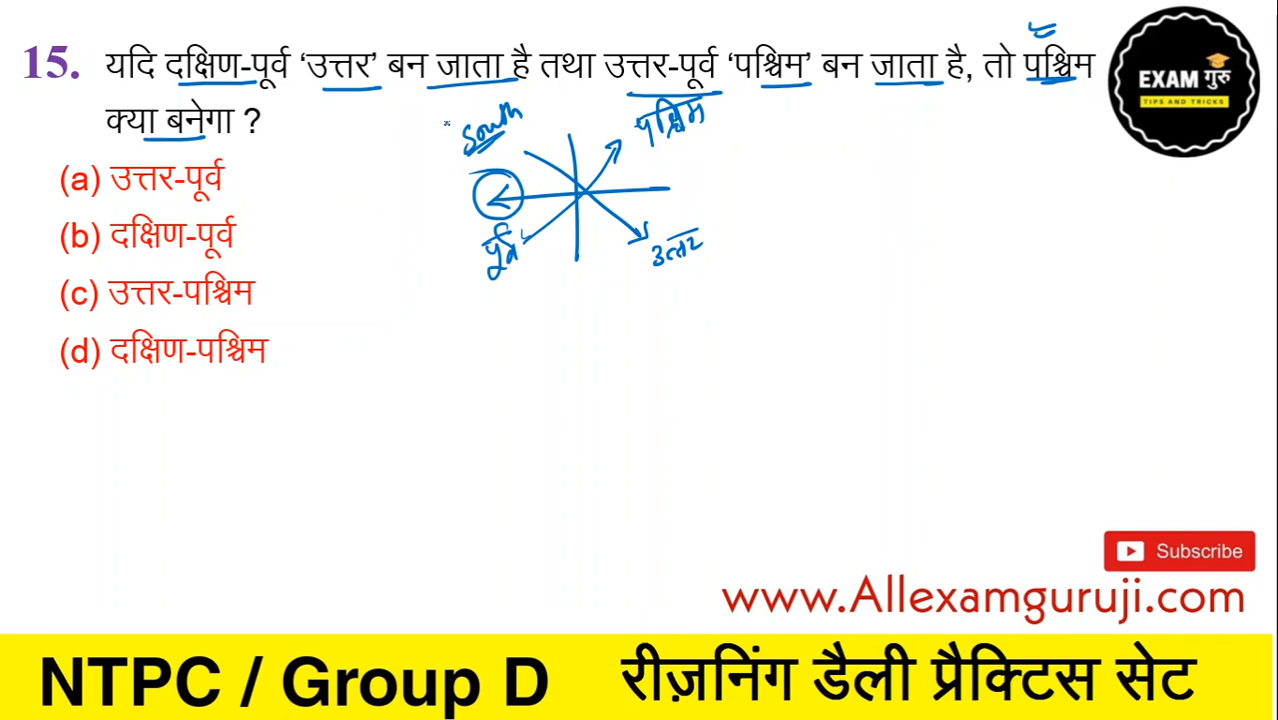 15. यदि दक्षिण-पूर्व ‘उत्तर’ बन जाता है तथा उत्तर-पूर्व ‘पश्चिम’ बन जाता है, तो पश्चिम
क्या बनेगा ?
EXAM गुरु
TIPS AND TRICKS
South
पश्चिम
(a) उत्तर-पूर्व
(b) दक्षिण-पूर्व
पूर्व
उत्तर
(c) उत्तर-पश्चिम
(d) दक्षिण-पश्चिम
Subscribe
www.Allexamguruji.com
NTPC / Group D रीज़निंग डैली प्रैक्टिस सेट